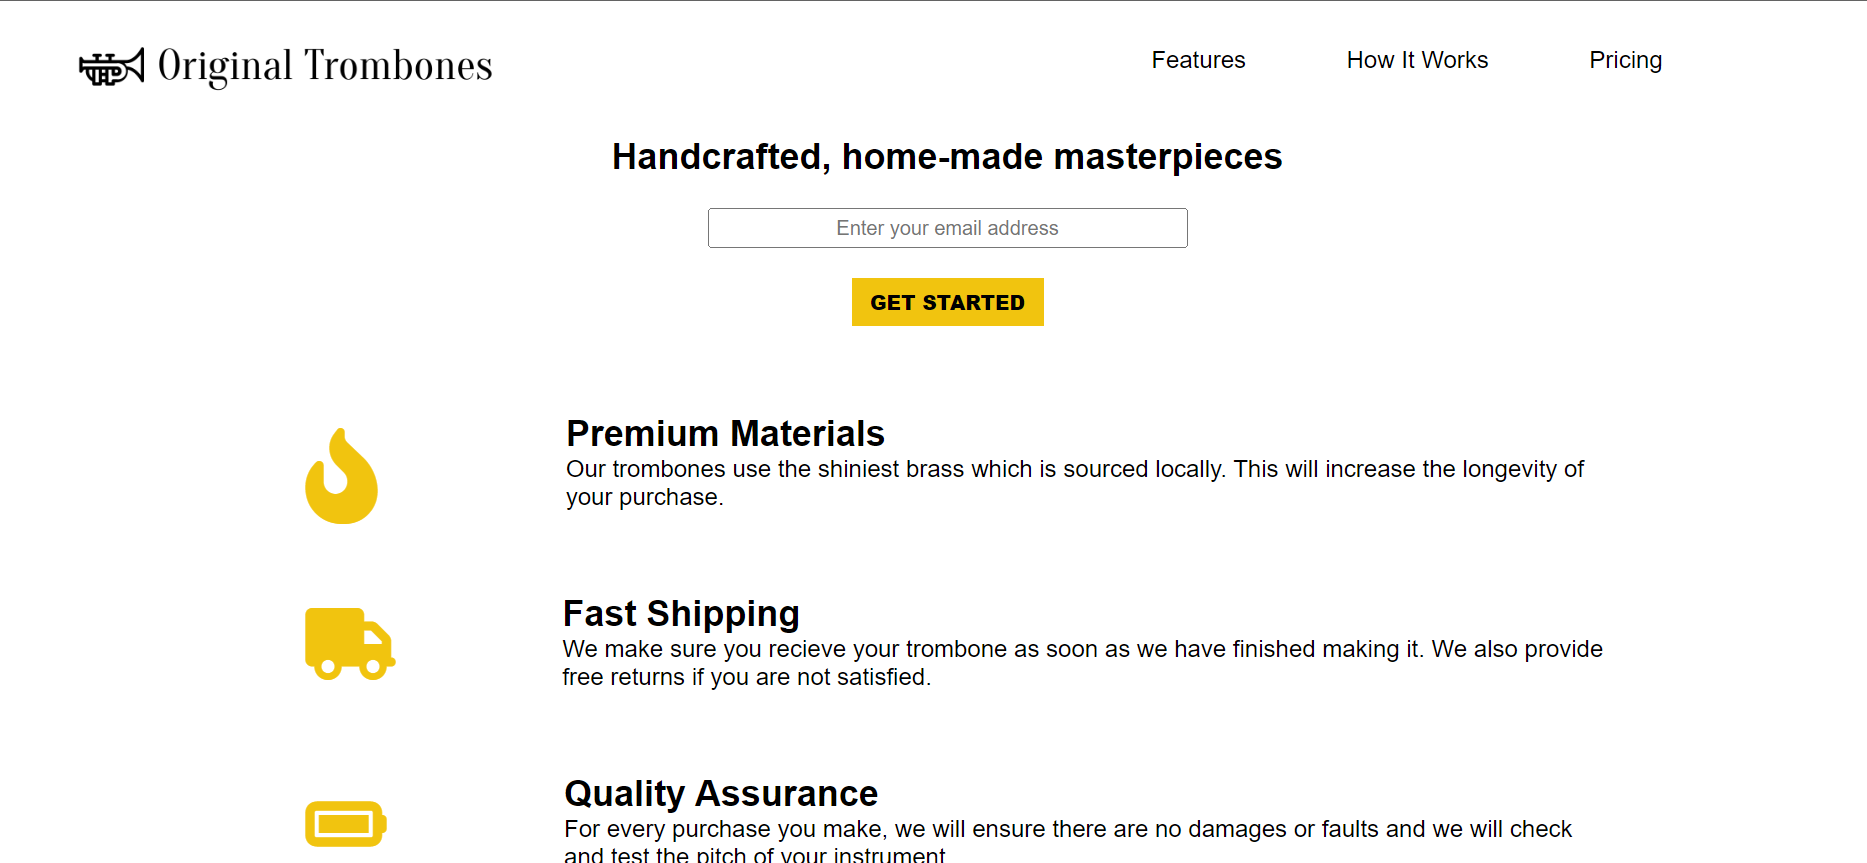 Original Trombones
Features
How It Works
Pricing
Handcrafted, home-made masterpieces
Enter your email address
GET STARTED
Premium Materials
Our trombones use the shiniest brass which is sourced locally. This will increase the longevity of
your purchase.
Fast Shipping
We make sure you recieve your trombone as soon as we have finished making it. We also provide
free returns if you are not satisfied.
Quality Assurance
For every purchase you make, we will ensure there are no damages or faults and we will check
and test the pitch of your instrument